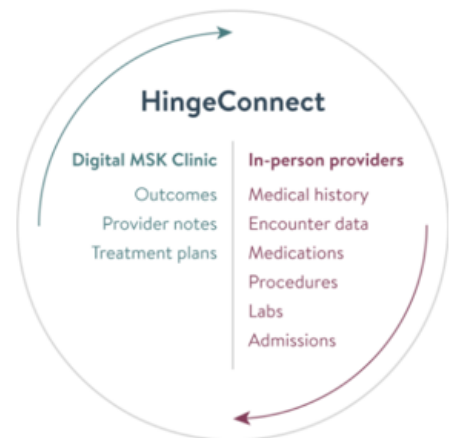 HingeConnect
Digital MSK Clinic
Outcomes
Provider notes
Treatment plans
In-person providers
Medical history
Encounter data
Medications
Procedures
Labs
Admissions